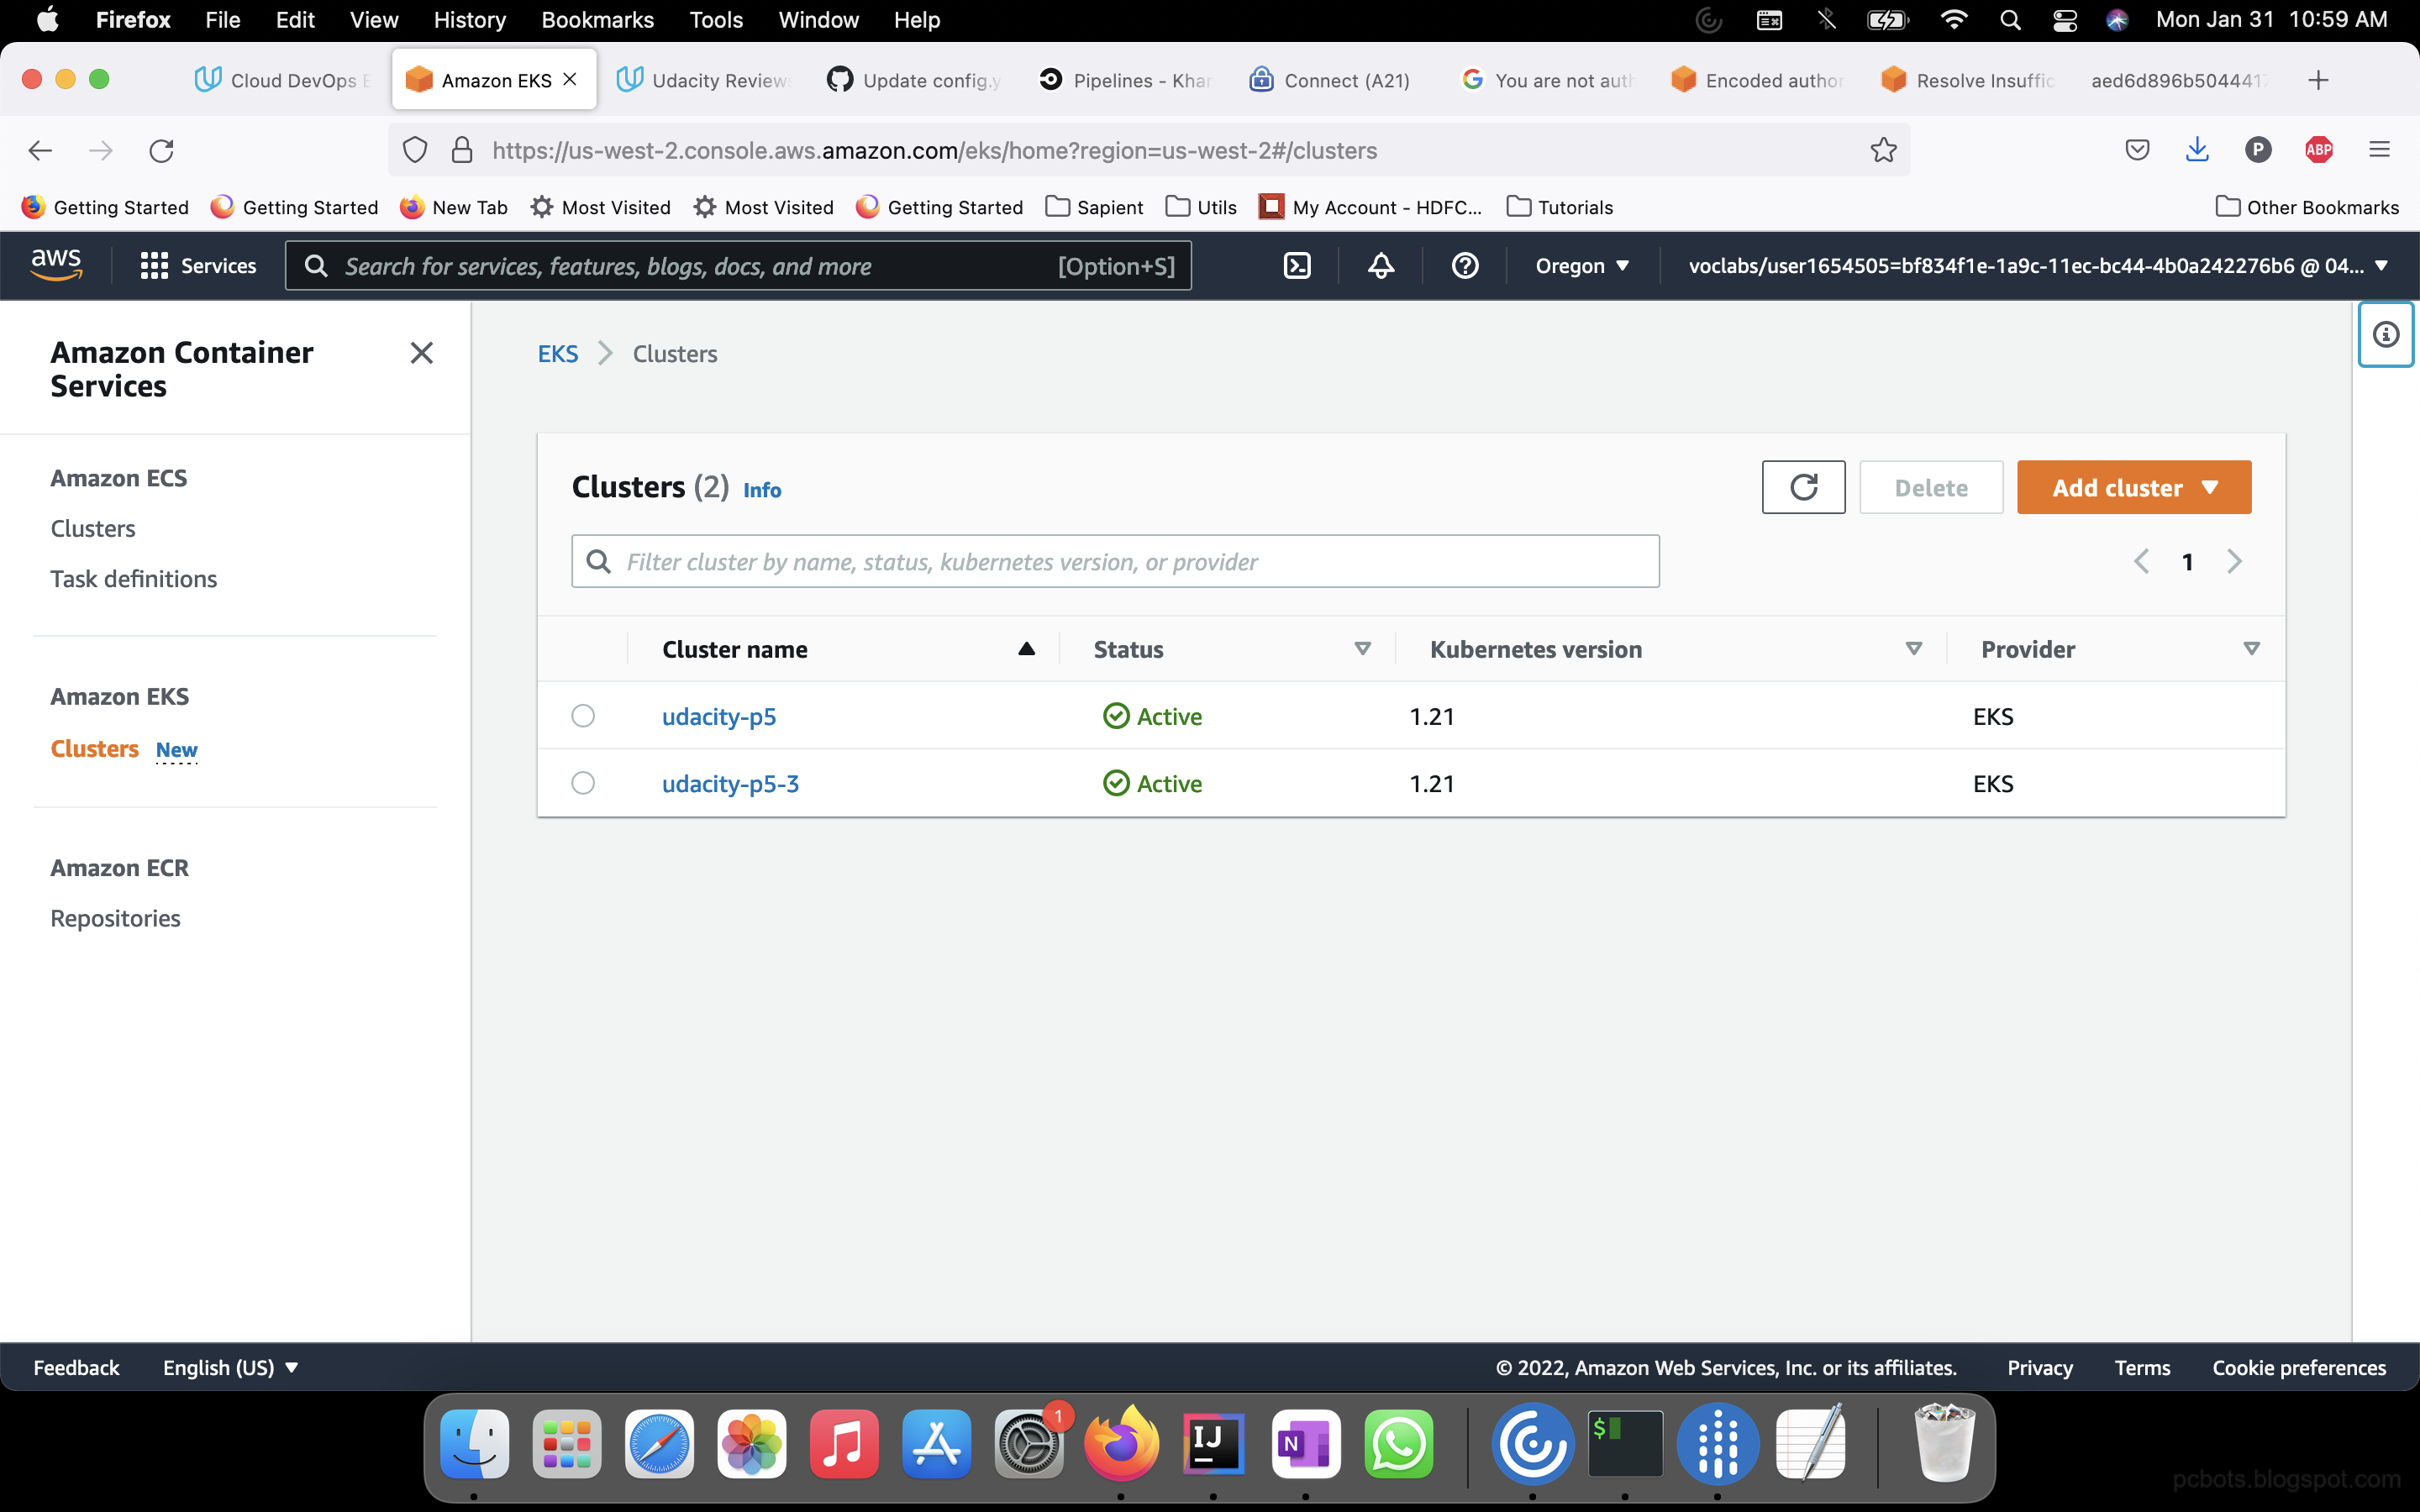 Firefox File Edit View History Bookmarks Tools Window Help Mon Jan 31 10:59 AM
Cloud DevOps E Amazon EKS Udacity Reviews Update config.y Pipelines - Khar Connect (A21) You are not auth Encoded author Resolve Insuffic aed6d896b504441
https://us-west-2.console.aws.amazon.com/eks/home?region=us-west-2#/clusters P ABP
Getting Started Getting Started New Tab Most Visited Most Visited Getting Started Sapient Utils My Account - HDFC... Tutorials Other Bookmarks
aws Services Search for services, features, blogs, docs, and more [Option+S] Oregon voclabs/user1654505=bf834f1e-1a9c-11ec-bc44-4b0a242276b6 @ 04...
Amazon Container
Services
Amazon ECS
Clusters
Task definitions
Amazon EKS
Clusters New
Amazon ECR
Repositories
EKS Clusters
Clusters (2) Info Delete Add cluster
Filter cluster by name, status, kubernetes version, or provider 1
Cluster name Status Kubernetes version Provider
udacity-p5 Active 1.21 EKS
udacity-p5-3 Active 1.21 EKS
Feedback English (US) © 2022, Amazon Web Services, Inc. or its affiliates. Privacy Terms Cookie preferences
1
IJ N $
pcbots.blogspot.com